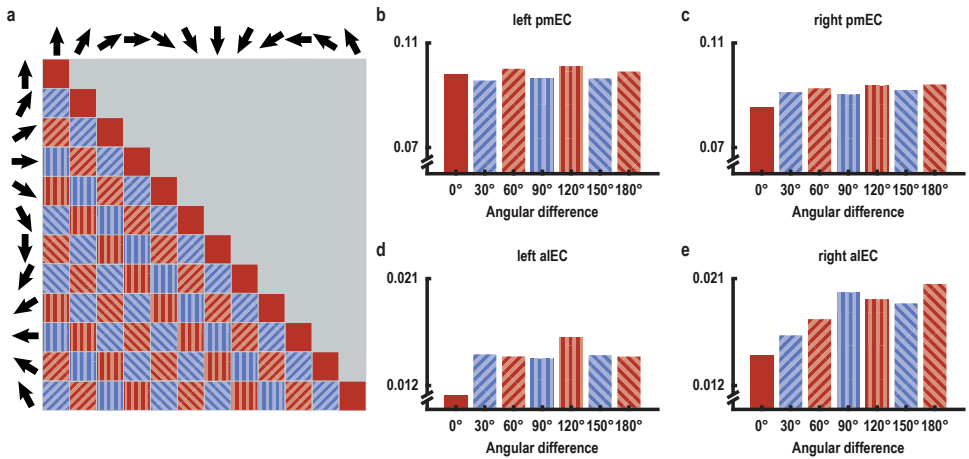 a
b
left pmEC
0.11
0.07
0° 30° 60° 90° 120° 150° 180°
Angular difference
c
right pmEC
0.11
0.07
0° 30° 60° 90° 120° 150° 180°
Angular difference
d
left alEC
0.021
0.012
0° 30° 60° 90° 120° 150° 180°
Angular difference
e
right alEC
0.021
0.012
0° 30° 60° 90° 120° 150° 180°
Angular difference